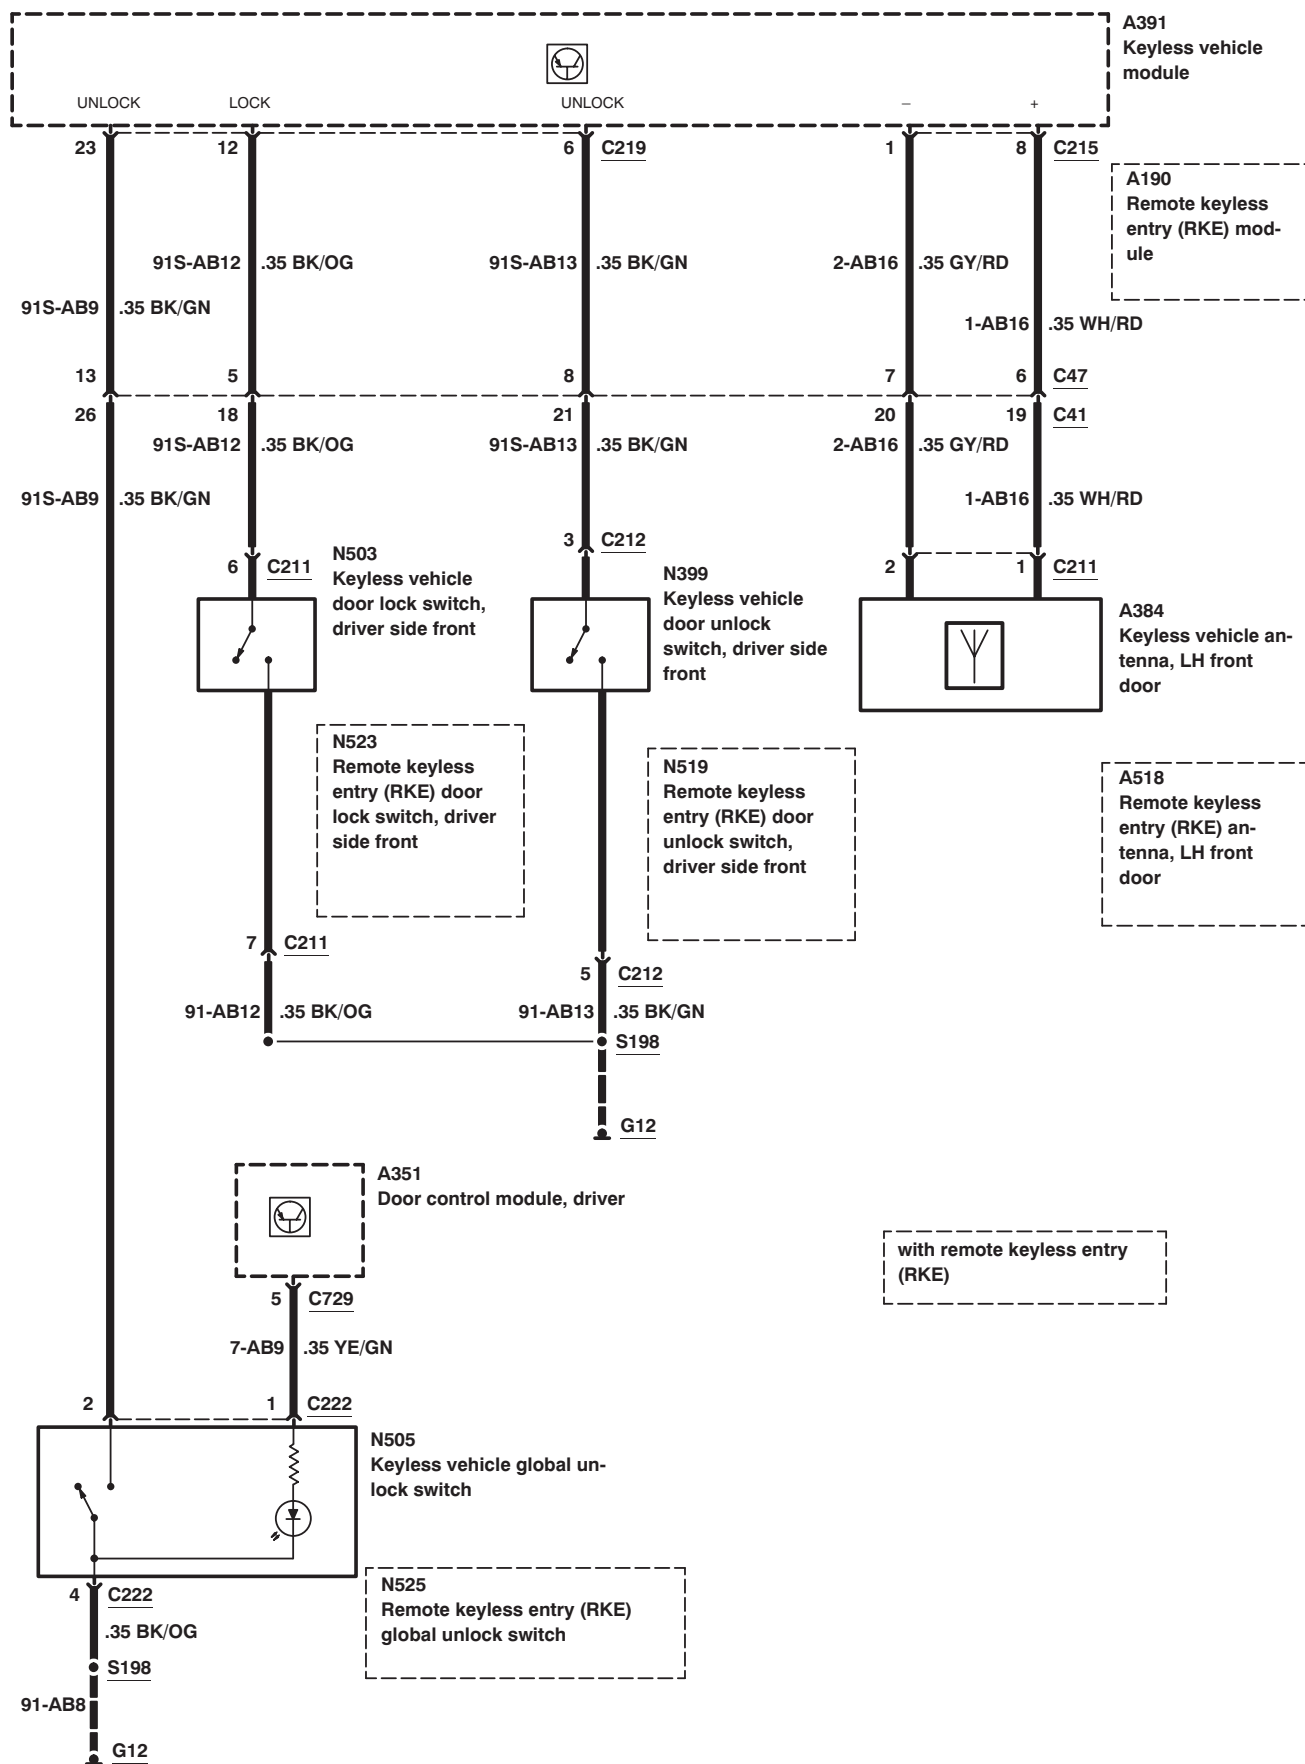 A391
Keyless vehicle
module
UNLOCK LOCK UNLOCK – +
23 12 6 C219 1 8 C215
A190
Remote keyless
entry (RKE) mod-
ule
91S-AB12 .35 BK/OG 91S-AB13 .35 BK/GN 2-AB16 .35 GY/RD
91S-AB9 .35 BK/GN
1-AB16 .35 WH/RD
13 5 8 7 6 C47
26 18 21 20 19 C41
91S-AB12 .35 BK/OG 91S-AB13 .35 BK/GN 2-AB16 .35 GY/RD
91S-AB9 .35 BK/GN 1-AB16 .35 WH/RD
3 C212
6 C211
2 1 C211
N503
Keyless vehicle
door lock switch,
driver side front
N399
Keyless vehicle
door unlock
switch, driver side
front
A384
Keyless vehicle an-
tenna, LH front
door
N523
Remote keyless
entry (RKE) door
lock switch, driver
side front
N519
Remote keyless
entry (RKE) door
unlock switch,
driver side front
A518
Remote keyless
entry (RKE) an-
tenna, LH front
door
7 C211
5 C212
91-AB12 .35 BK/OG 91-AB13 .35 BK/GN
S198
G12
A351
Door control module, driver
with remote keyless entry
(RKE)
5 C729
7-AB9 .35 YE/GN
2 1 C222
N505
Keyless vehicle global un-
lock switch
4 C222
N525
Remote keyless entry (RKE)
global unlock switch
.35 BK/OG
S198
91-AB8
G12